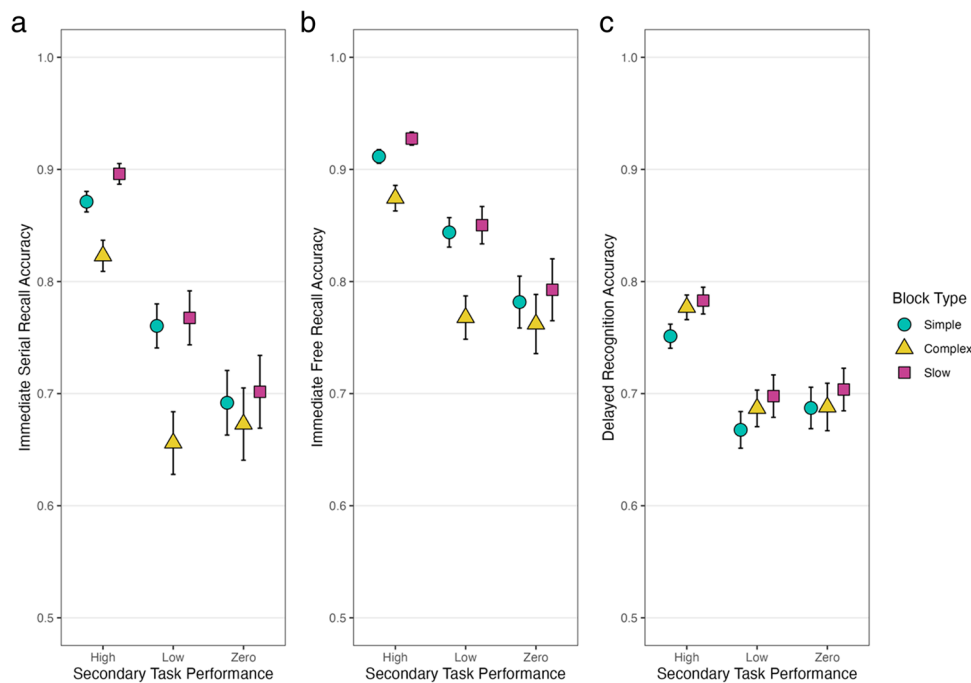 a
b
c
1.0
0.9
0.8
0.7
0.6
0.5
Immediate Serial Recall Accuracy
High Low Zero
Secondary Task Performance
1.0
0.9
0.8
0.7
0.6
0.5
Immediate Free Recall Accuracy
High Low Zero
Secondary Task Performance
1.0
0.9
0.8
0.7
0.6
0.5
Delayed Recognition Accuracy
High Low Zero
Secondary Task Performance
Block Type
Simple
Complex
Slow